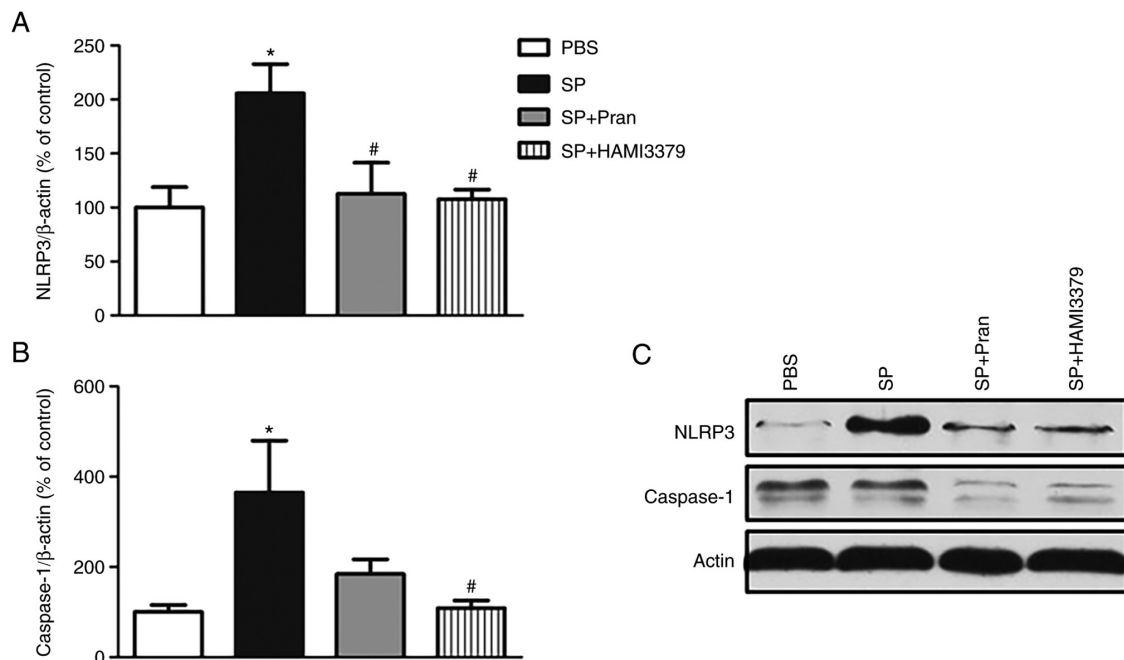 A
NLRP3/β-actin (% of control)
250
200
150
100
50
0
*
#
#
PBS
SP
SP+Pran
SP+HAMI3379
B
Caspase-1/β-actin (% of control)
600
400
200
0
*
#
C
PBS
SP
SP+Pran
SP+HAMI3379
NLRP3
Caspase-1
Actin